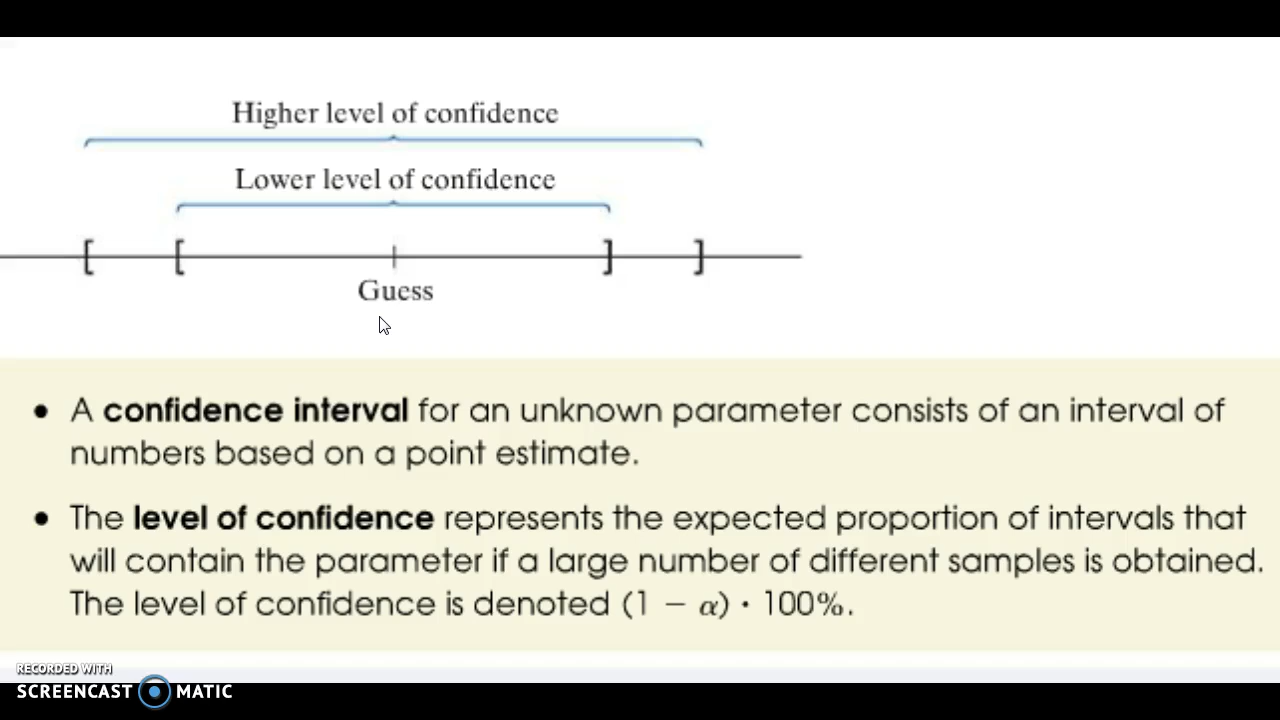 Higher level of confidence
Lower level of confidence
[ [ ] ]
Guess
• A confidence interval for an unknown parameter consists of an interval of
numbers based on a point estimate.
• The level of confidence represents the expected proportion of intervals that
will contain the parameter if a large number of different samples is obtained.
The level of confidence is denoted (1 − α) · 100%.
RECORDED WITH
SCREENCAST MATIC